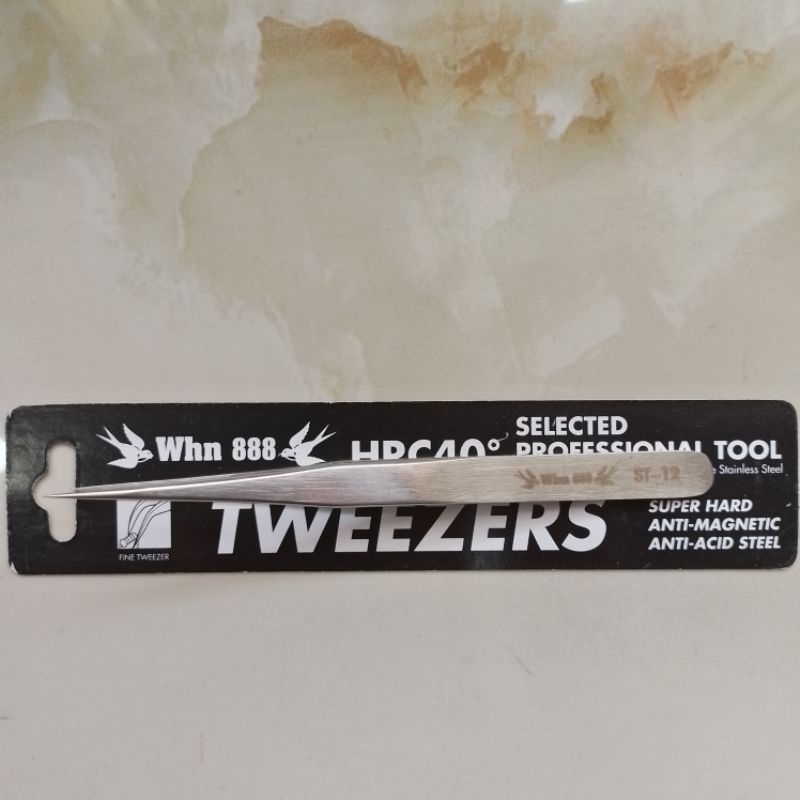 Whn 888
HRC40°
SELECTED
PROFESSIONAL TOOL
Stainless Steel
Whn 888
ST-12
TWEEZERS
SUPER HARD
ANTI-MAGNETIC
ANTI-ACID STEEL
FINE TWEEZER